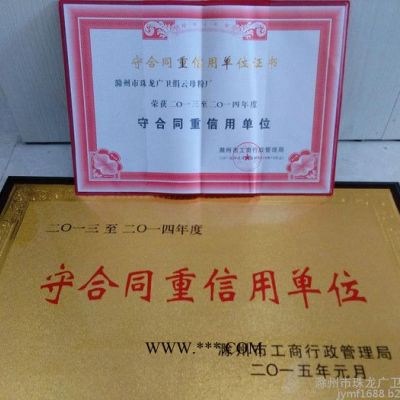 守合同重信用单位证书
滁州市珠龙广卫绢云母粉厂
荣获二〇一三至二〇一四年度
守合同重信用单位
滁州市工商行政管理局
二〇一三至二〇一四年度
守合同重信用单位
WWW. ***.COM
滁州市工商行政管理局
二〇一五年元月
滁州市珠龙广卫
jymf1688.b2